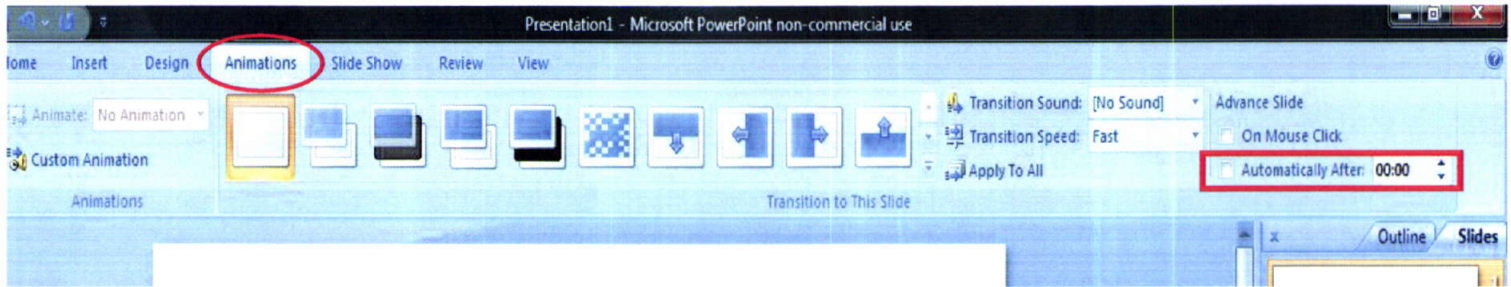 Presentation1 - Microsoft PowerPoint non-commercial use
Home Insert Design Animations Slide Show Review View
Animate: No Animation
Custom Animation
Animations
Transition Sound: [No Sound]
Transition Speed: Fast
Apply To All
Transition to This Slide
Advance Slide
On Mouse Click
Automatically After: 00:00
x Outline Slides